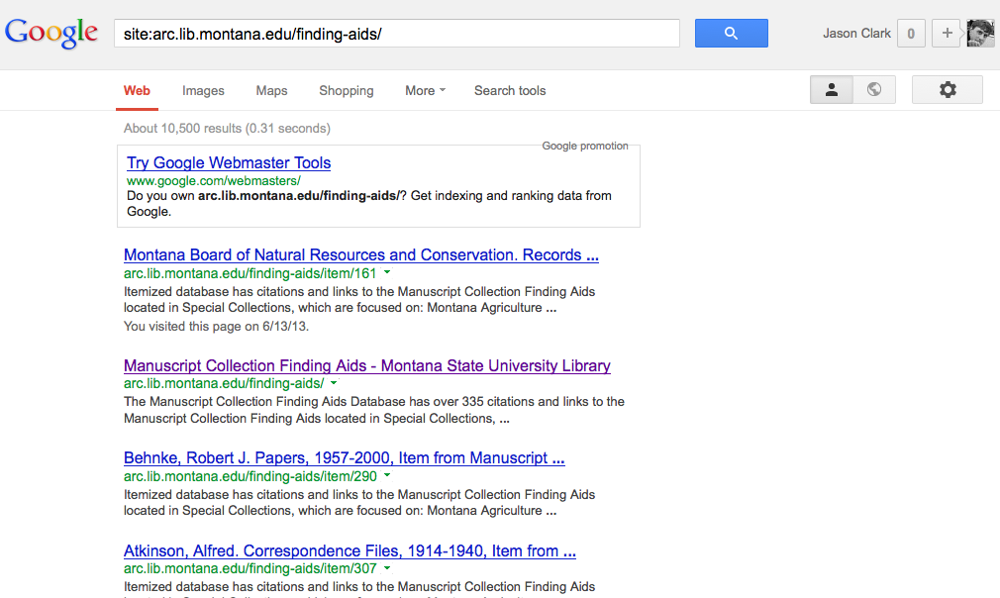 Google
site:arc.lib.montana.edu/finding-aids/
Jason Clark
0
+
Web
Images
Maps
Shopping
More
Search tools
About 10,500 results (0.31 seconds)
Google promotion
Try Google Webmaster Tools
www.google.com/webmasters/
Do you own arc.lib.montana.edu/finding-aids/? Get indexing and ranking data from
Google.
Montana Board of Natural Resources and Conservation. Records ...
arc.lib.montana.edu/finding-aids/item/161
Itemized database has citations and links to the Manuscript Collection Finding Aids
located in Special Collections, which are focused on: Montana Agriculture ...
You visited this page on 6/13/13.
Manuscript Collection Finding Aids - Montana State University Library
arc.lib.montana.edu/finding-aids/
The Manuscript Collection Finding Aids Database has over 335 citations and links to the
Manuscript Collection Finding Aids located in Special Collections, ...
Behnke, Robert J. Papers, 1957-2000, Item from Manuscript ...
arc.lib.montana.edu/finding-aids/item/290
Itemized database has citations and links to the Manuscript Collection Finding Aids
located in Special Collections, which are focused on: Montana Agriculture ...
Atkinson, Alfred. Correspondence Files, 1914-1940, Item from ...
arc.lib.montana.edu/finding-aids/item/307
Itemized database has citations and links to the Manuscript Collection Finding Aids